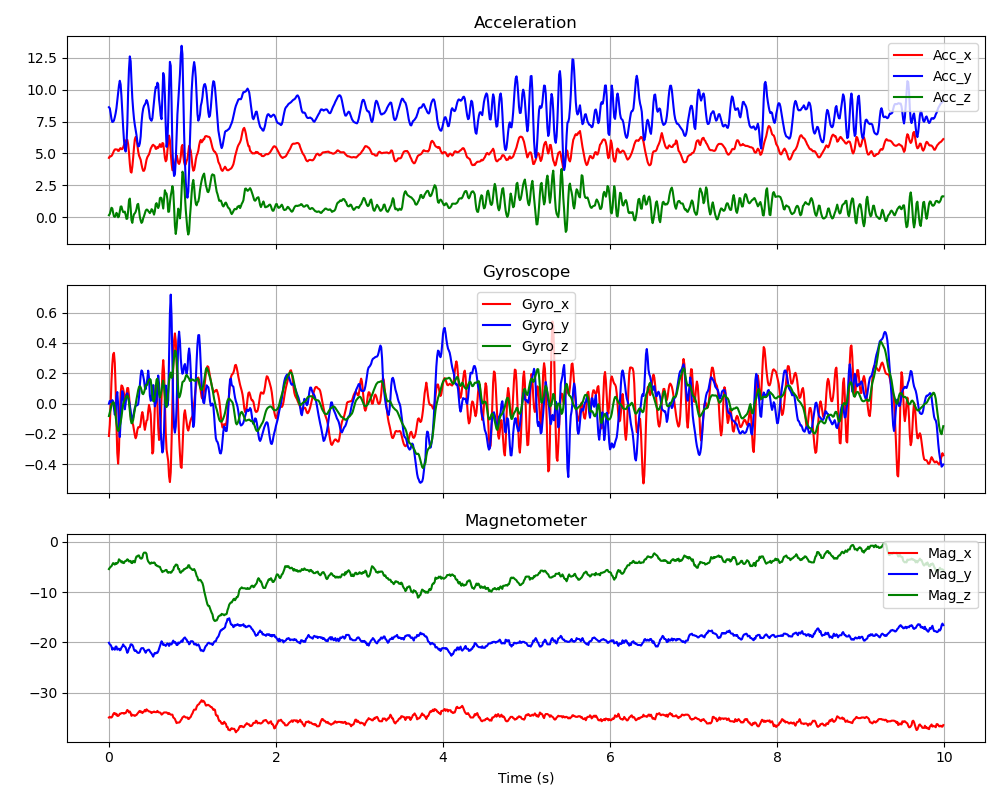 Acceleration
12.5
10.0
7.5
5.0
2.5
0.0
Acc_x
Acc_y
Acc_z
Gyroscope
0.6
0.4
0.2
0.0
−0.2
−0.4
Gyro_x
Gyro_y
Gyro_z
Magnetometer
0
−10
−20
−30
Mag_x
Mag_y
Mag_z
0 2 4 6 8 10
Time (s)